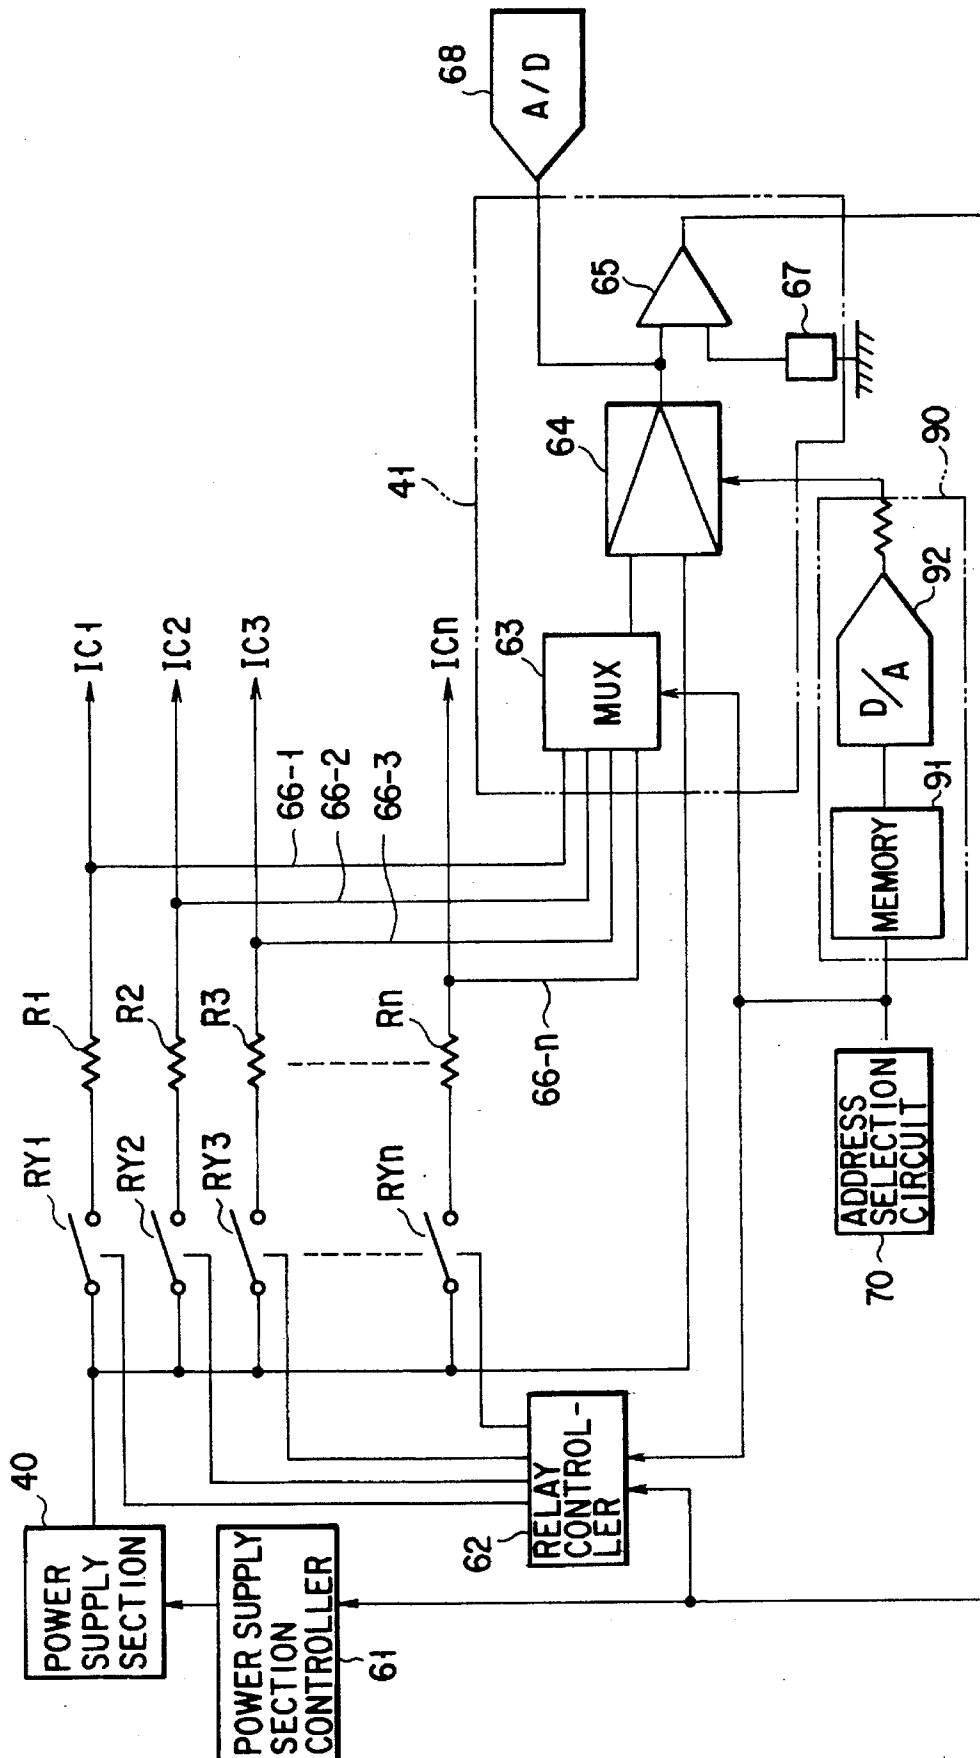 40
POWER
SUPPLY
SECTION
POWER SUPPLY
SECTION
CONTROLLER
61
RY1
RY2
RY3
RYn
R1
R2
R3
Rn
IC1
IC2
IC3
ICn
66-1
66-2
66-3
66-n
62
RELAY
CONTROL-
LER
63
MUX
41
64
65
67
68
A/D
70
ADDRESS
SELECTION
CIRCUIT
MEMORY
91
D/A
92
90